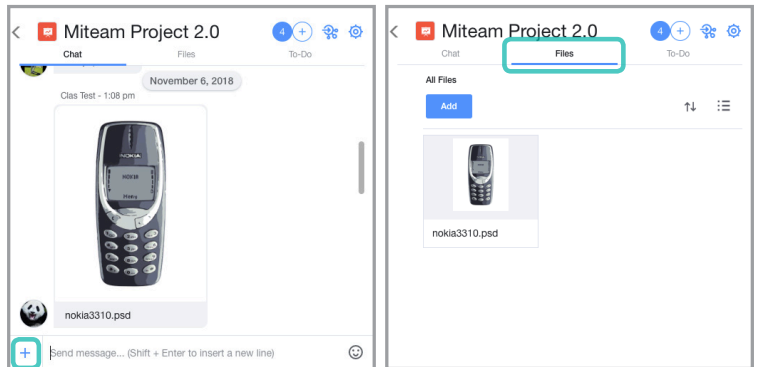 Miteam Project 2.0
4
Chat Files To-Do
November 6, 2018
Clas Test - 1:08 pm
NOKIA
NOKIA
Menu
nokia3310.psd
Send message... (Shift + Enter to insert a new line)
Miteam Project 2.0
4
Chat Files To-Do
All Files
Add
nokia3310.psd